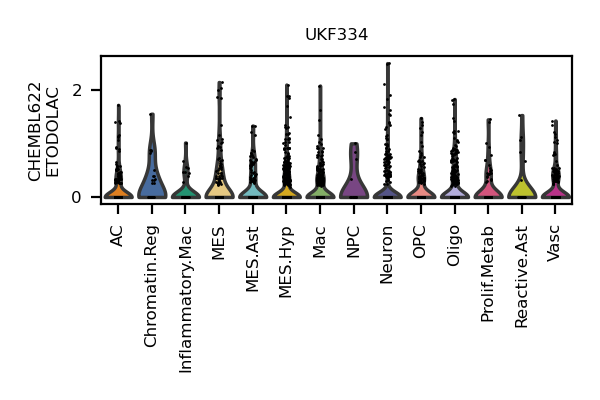 UKF334
CHEMBL622
ETODOLAC
2
0
AC
Chromatin.Reg
Inflammatory.Mac
MES
MES.Ast
MES.Hyp
Mac
NPC
Neuron
OPC
Oligo
Prolif.Metab
Reactive.Ast
Vasc